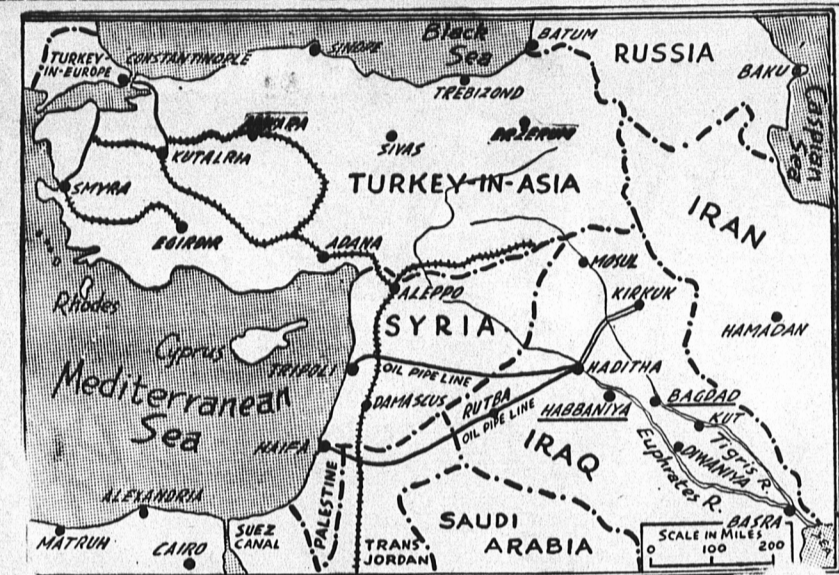 Black
Sea
BATUM
RUSSIA
TURKEY-
IN-EUROPE
CONSTANTINOPLE
SINOPE
BAKU
Caspian
Sea
TREBIZOND
ANKARA
SIVAS
ERZERUM
KUTALRIA
SMYRA
TURKEY-IN-ASIA
IRAN
EGIRDIR
ADANA
MOSUL
Rhodes
ALEPPO
KIRKUK
SYRIA
HAMADAN
Cyprus
TRIPOLI
OIL PIPE LINE
HADITHA
Mediterranean
Sea
DAMASCUS
RUTBA
OIL PIPE LINE
HABBANIYA
BAGDAD
KUT
HAIFA
IRAQ
Tigris R.
DIWANIYA
Euphrates R.
ALEXANDRIA
PALESTINE
SAUDI
ARABIA
BASRA
MATRUH
CAIRO
SUEZ
CANAL
TRANS
JORDAN
SCALE IN MILES
0 100 200